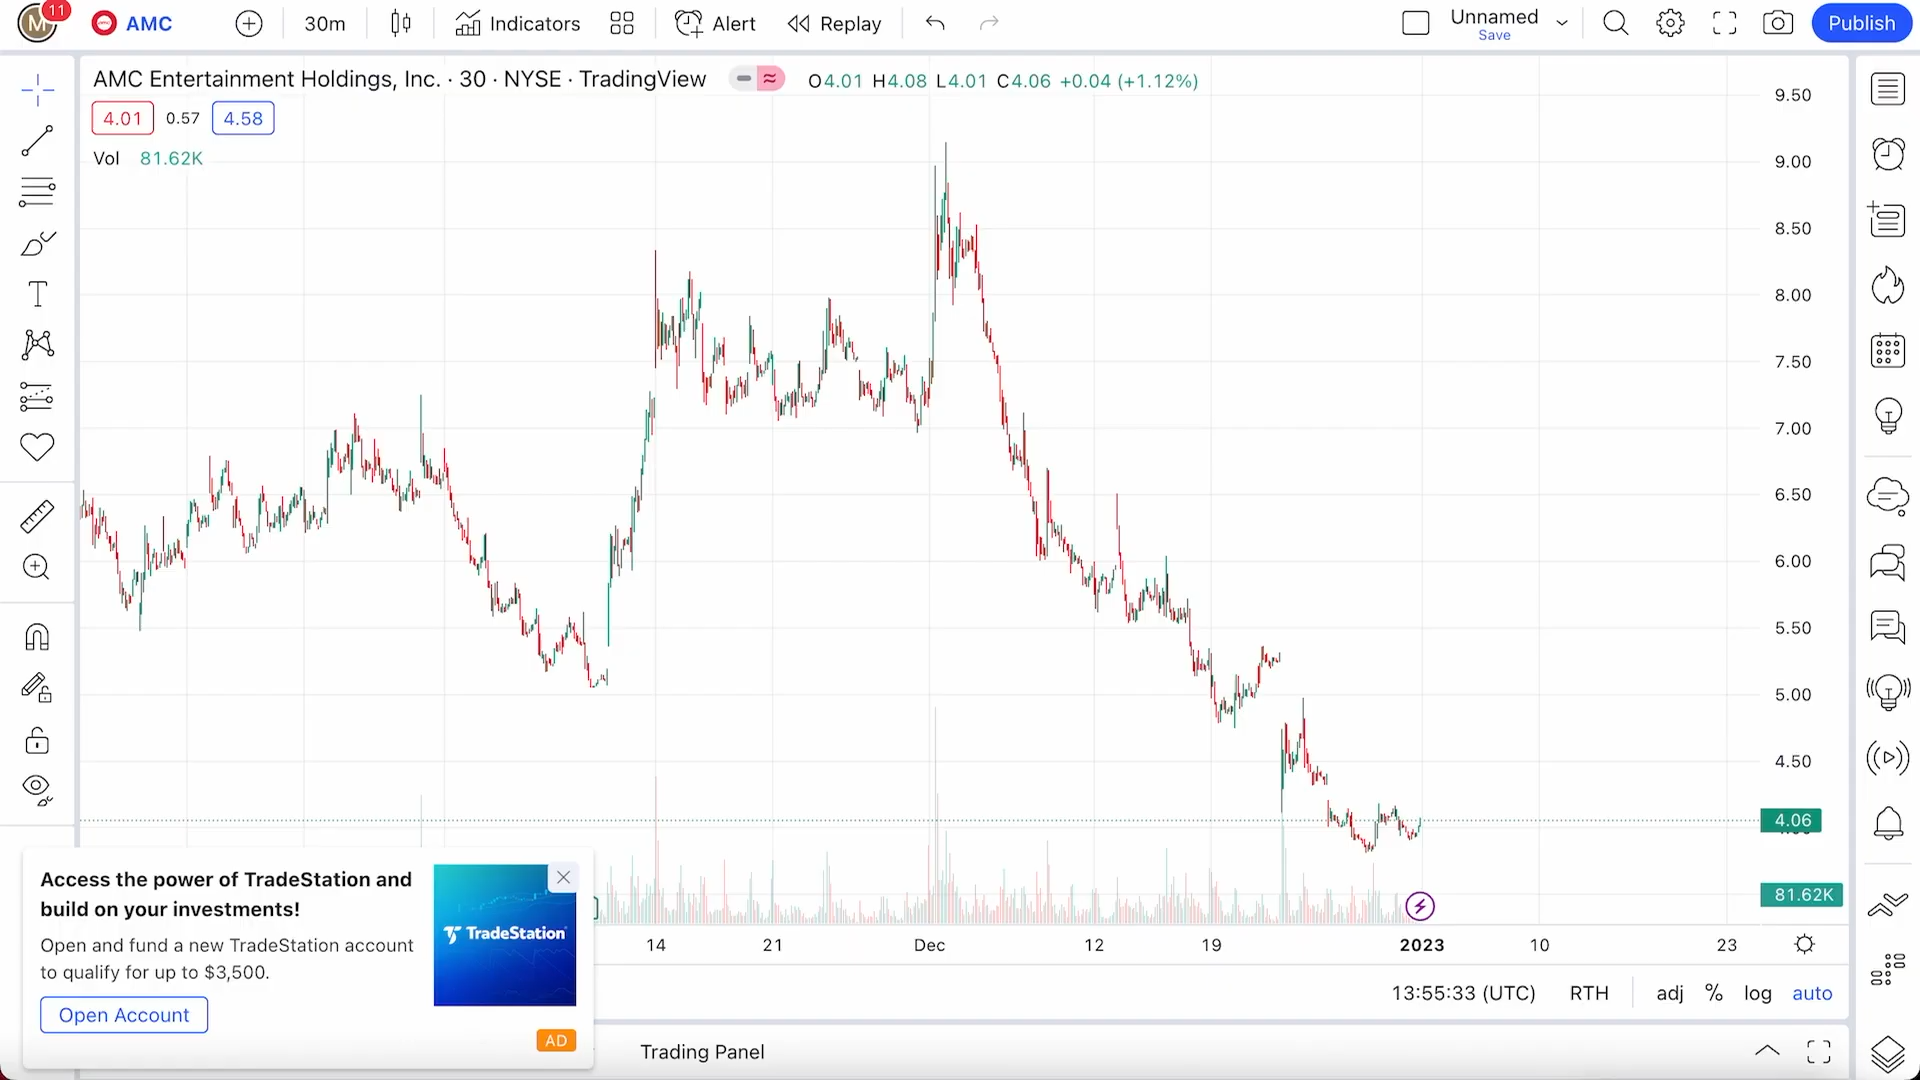 M
11
AMC
30m
Indicators
Alert
Replay
Unnamed
Save
Publish
AMC Entertainment Holdings, Inc. · 30 · NYSE · TradingView
O4.01 H4.08 L4.01 C4.06 +0.04 (+1.12%)
4.01 0.57 4.58
Vol 81.62K
9.50
9.00
8.50
8.00
7.50
7.00
6.50
6.00
5.50
5.00
4.50
4.06
81.62K
14 21 Dec 12 19 2023 10 23
13:55:33 (UTC) RTH adj % log auto
Access the power of TradeStation and
build on your investments!
Open and fund a new TradeStation account
to qualify for up to $3,500.
Open Account
TradeStation
AD
Trading Panel